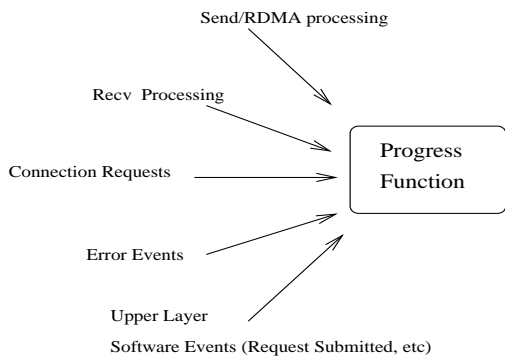 Send/RDMA processing
Recv Processing
Progress
Function
Connection Requests
Error Events
Upper Layer
Software Events (Request Submitted, etc)